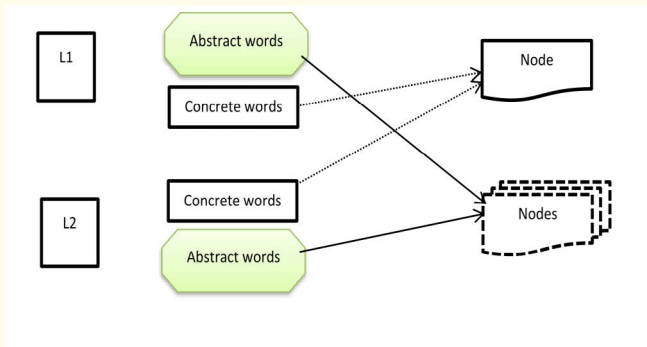 Abstract words
L1
Node
Concrete words
Concrete words
L2
Nodes
Abstract words